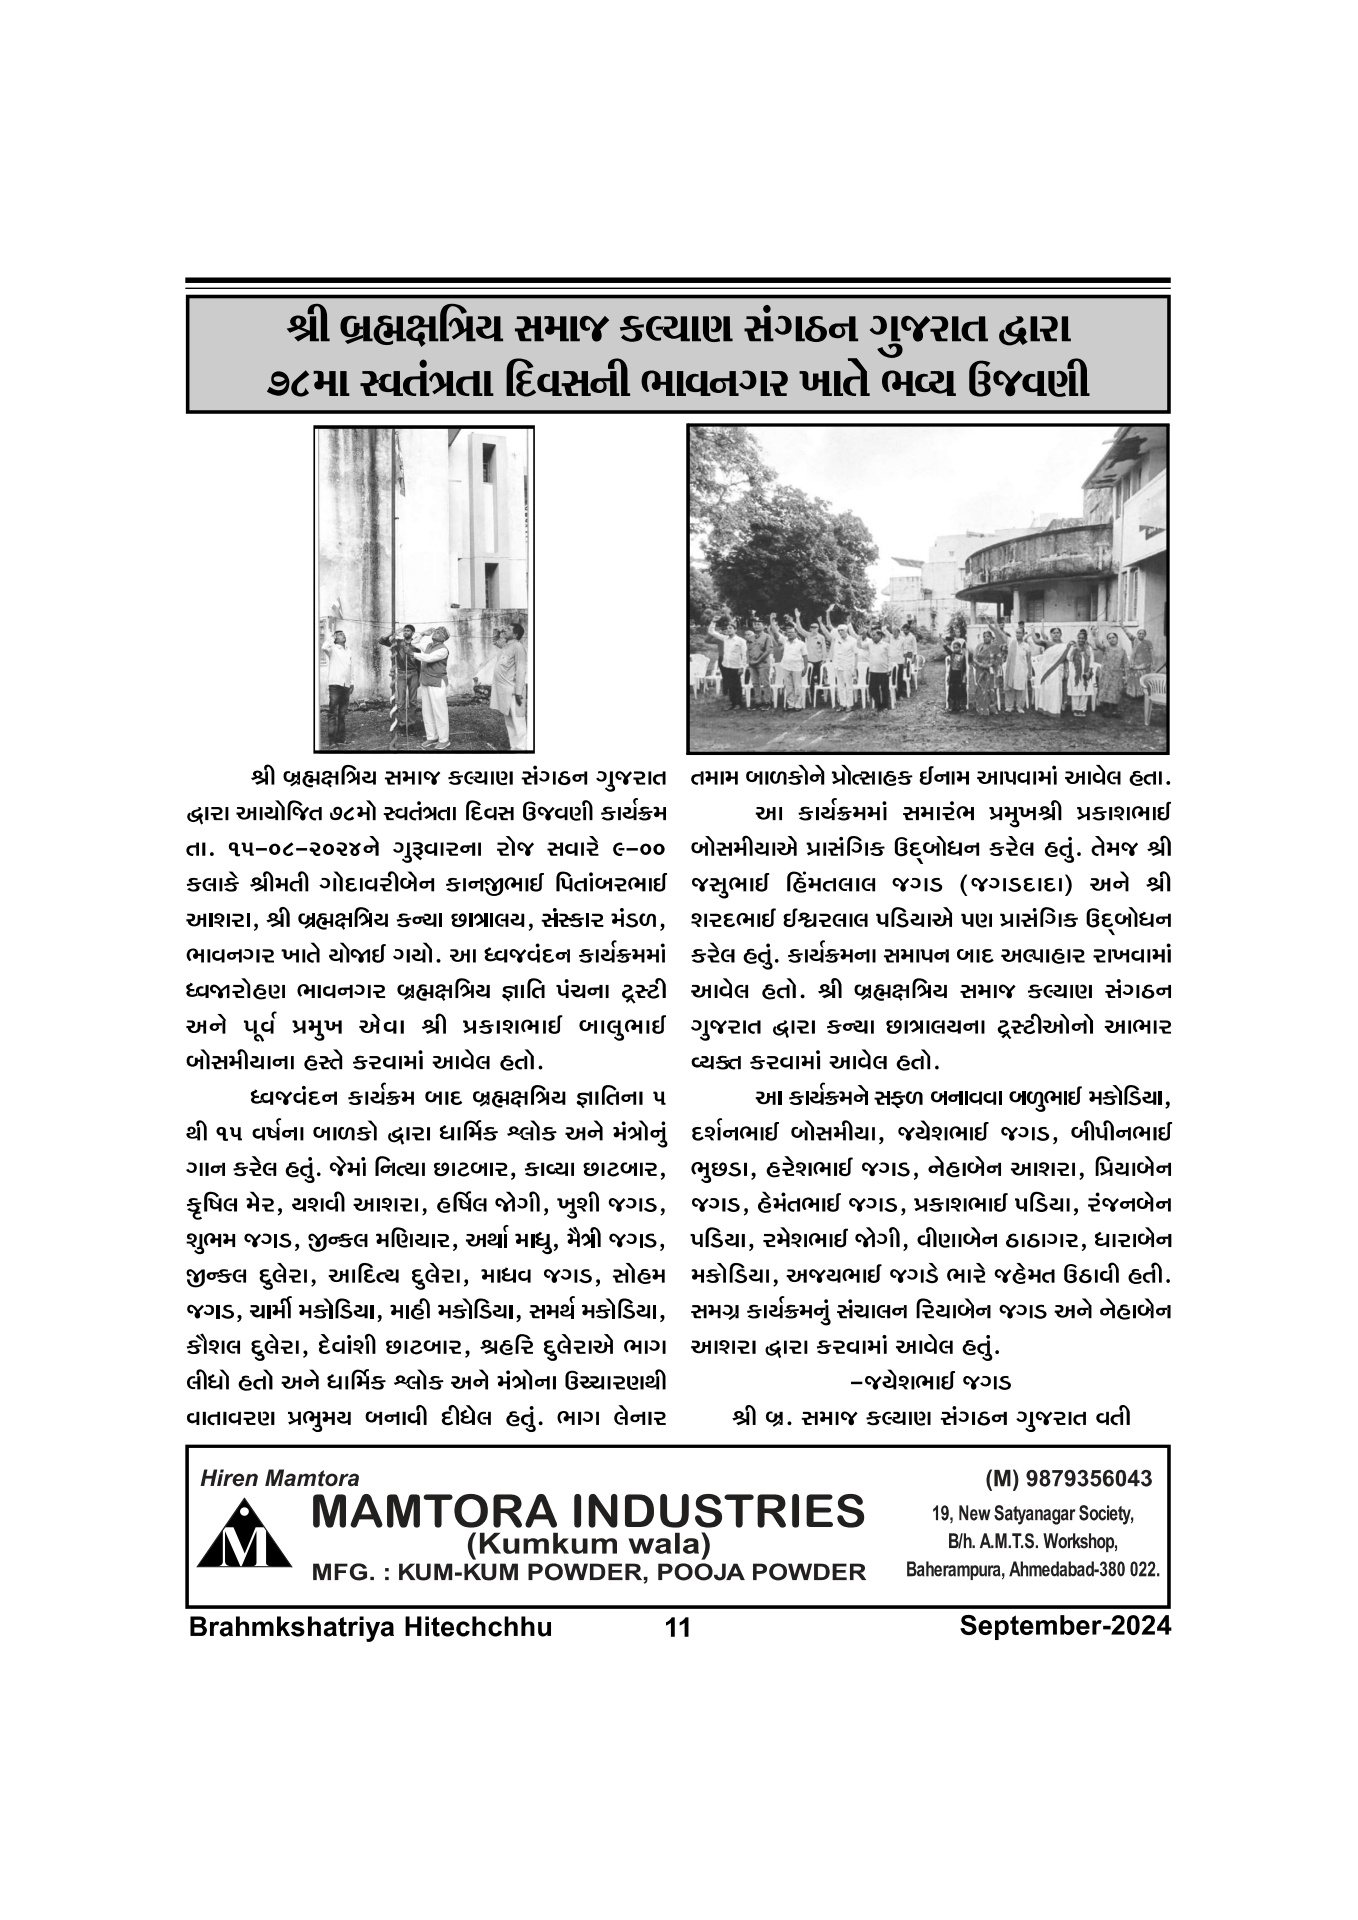 શ્રી બ્રહ્મક્ષત્રિય સમાજ કલ્યાણ સંગઠન ગુજરાત દ્વારા
૭૮મા સ્વતંત્રતા દિવસની ભાવનગર ખાતે ભવ્ય ઉજવણી
શ્રી બ્રહ્મક્ષત્રિય સમાજ કલ્યાણ સંગઠન ગુજરાત
દ્વારા આયોજિત ૭૮મો સ્વતંત્રતા દિવસ ઉજવણી કાર્યક્રમ
તા. ૧૫-૦૮-૨૦૨૪ને ગુરૂવારના રોજ સવારે ૯-૦૦
કલાકે શ્રીમતી ગોદાવરીબેન કાનજીભાઈ પિતાંબરભાઈ
આશરા, શ્રી બ્રહ્મક્ષત્રિય કન્યા છાત્રાલય, સંસ્કાર મંડળ,
ભાવનગર ખાતે યોજાઈ ગયો. આ ધ્વજવંદન કાર્યક્રમમાં
ધ્વજારોહણ ભાવનગર બ્રહ્મક્ષત્રિય જ્ઞાતિ પંચના ટ્રસ્ટી
અને પૂર્વ પ્રમુખ એવા શ્રી પ્રકાશભાઈ બાલુભાઈ
બોસમીયાના હસ્તે કરવામાં આવેલ હતો.
ધ્વજવંદન કાર્યક્રમ બાદ બ્રહ્મક્ષત્રિય જ્ઞાતિના ૫
થી ૧૫ વર્ષના બાળકો દ્વારા ધાર્મિક શ્લોક અને મંત્રોનું
ગાન કરેલ હતું. જેમાં નિત્યા છાટબાર, કાવ્યા છાટબાર,
કૃષિલ મેર, યશવી આશરા, હર્ષિલ જોગી, ખુશી જગડ,
શુભમ જગડ, જીન્કલ મણિયાર, અર્થા માધુ, મૈત્રી જગડ,
જીન્કલ દુલેરા, આદિત્ય દુલેરા, માધવ જગડ, સોહમ
જગડ, ચાર્મી મકોડિયા, માહી મકોડિયા, સમર્થ મકોડિયા,
કૌશલ દુલેરા, દેવાંશી છાટબાર, શ્રહરિ દુલેરાએ ભાગ
લીધો હતો અને ધાર્મિક શ્લોક અને મંત્રોના ઉચ્ચારણથી
વાતાવરણ પ્રભુમય બનાવી દીધેલ હતું. ભાગ લેનાર
તમામ બાળકોને પ્રોત્સાહક ઈનામ આપવામાં આવેલ હતા.
આ કાર્યક્રમમાં સમારંભ પ્રમુખશ્રી પ્રકાશભાઈ
બોસમીયાએ પ્રાસંગિક ઉદ્‌બોધન કરેલ હતું. તેમજ શ્રી
જસુભાઈ હિંમતલાલ જગડ (જગડદાદા) અને શ્રી
શરદભાઈ ઈશ્વરલાલ પડિયાએ પણ પ્રાસંગિક ઉદ્‌બોધન
કરેલ હતું. કાર્યક્રમના સમાપન બાદ અલ્પાહાર રાખવામાં
આવેલ હતો. શ્રી બ્રહ્મક્ષત્રિય સમાજ કલ્યાણ સંગઠન
ગુજરાત દ્વારા કન્યા છાત્રાલયના ટ્રસ્ટીઓનો આભાર
વ્યક્ત કરવામાં આવેલ હતો.
આ કાર્યક્રમને સફળ બનાવવા બળુભાઈ મકોડિયા,
દર્શનભાઈ બોસમીયા, જયેશભાઈ જગડ, બીપીનભાઈ
ભુછડા, હરેશભાઈ જગડ, નેહાબેન આશરા, પ્રિયાબેન
જગડ, હેમંતભાઈ જગડ, પ્રકાશભાઈ પડિયા, રંજનબેન
પડિયા, રમેશભાઈ જોગી, વીણાબેન ઠાઠાગર, ધારાબેન
મકોડિયા, અજયભાઈ જગડે ભારે જહેમત ઉઠાવી હતી.
સમગ્ર કાર્યક્રમનું સંચાલન રિયાબેન જગડ અને નેહાબેન
આશરા દ્વારા કરવામાં આવેલ હતું.
-જયેશભાઈ જગડ
શ્રી બ્ર. સમાજ કલ્યાણ સંગઠન ગુજરાત વતી
Hiren Mamtora
M
MAMTORA INDUSTRIES
(Kumkum wala)
MFG. : KUM-KUM POWDER, POOJA POWDER
(M) 9879356043
19, New Satyanagar Society,
B/h. A.M.T.S. Workshop,
Baherampura, Ahmedabad-380 022.
Brahmkshatriya Hitechchhu 11 September-2024